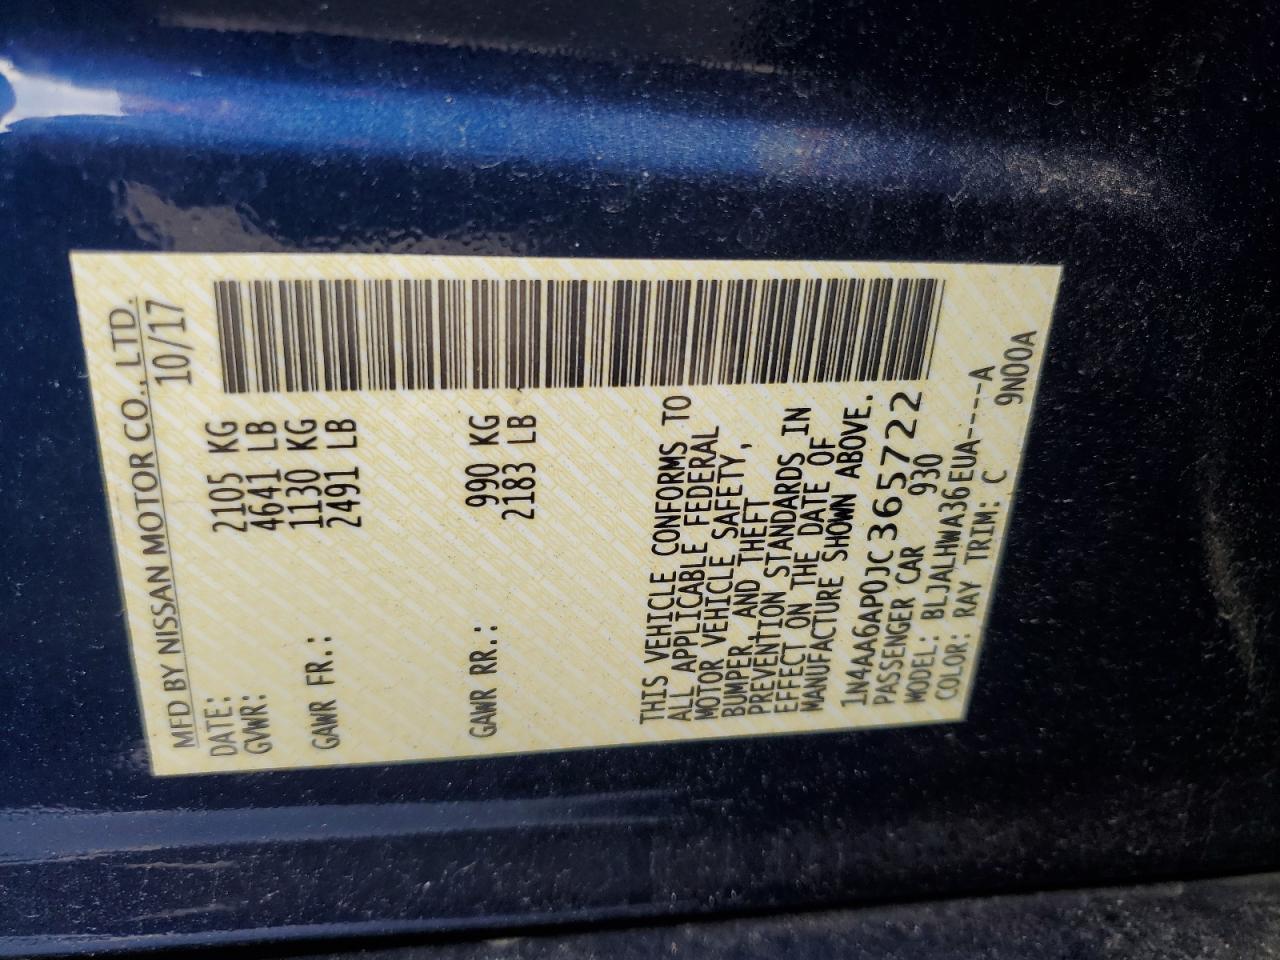 MFD BY NISSAN MOTOR CO., LTD.
DATE: 10/17
GVWR: 2105 KG
4641 LB
GAWR FR.: 1130 KG
2491 LB
GAWR RR.: 990 KG
2183 LB
THIS VEHICLE CONFORMS TO
ALL APPLICABLE FEDERAL
MOTOR VEHICLE SAFETY,
BUMPER, AND THEFT
PREVENTION STANDARDS IN
EFFECT ON THE DATE OF
MANUFACTURE SHOWN ABOVE.
1N4AA6AP0JC365722
PASSENGER CAR 930
MODEL: BLJALHWA36EUA-----A
COLOR: RAY TRIM: C 9N00A